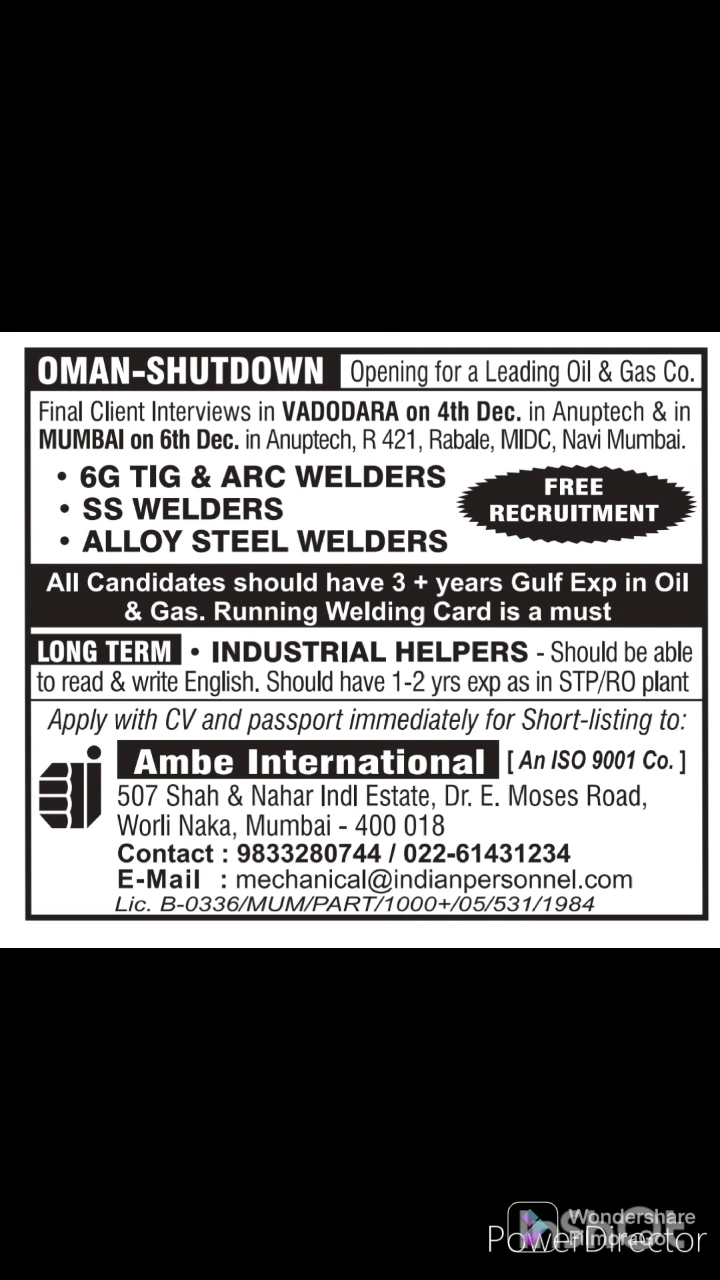 OMAN-SHUTDOWN Opening for a Leading Oil & Gas Co.
Final Client Interviews in VADODARA on 4th Dec. in Anuptech & in
MUMBAI on 6th Dec. in Anuptech, R 421, Rabale, MIDC, Navi Mumbai.
• 6G TIG & ARC WELDERS
• SS WELDERS
• ALLOY STEEL WELDERS
FREE
RECRUITMENT
All Candidates should have 3 + years Gulf Exp in Oil
& Gas. Running Welding Card is a must
LONG TERM • INDUSTRIAL HELPERS - Should be able
to read & write English. Should have 1-2 yrs exp as in STP/RO plant
Apply with CV and passport immediately for Short-listing to:
Ambe International [ An ISO 9001 Co. ]
507 Shah & Nahar Indl Estate, Dr. E. Moses Road,
Worli Naka, Mumbai - 400 018
Contact : 9833280744 / 022-61431234
E-Mail : mechanical@indianpersonnel.com
Lic. B-0336/MUM/PART/1000+/05/531/1984
Wondershare
PowerDirector